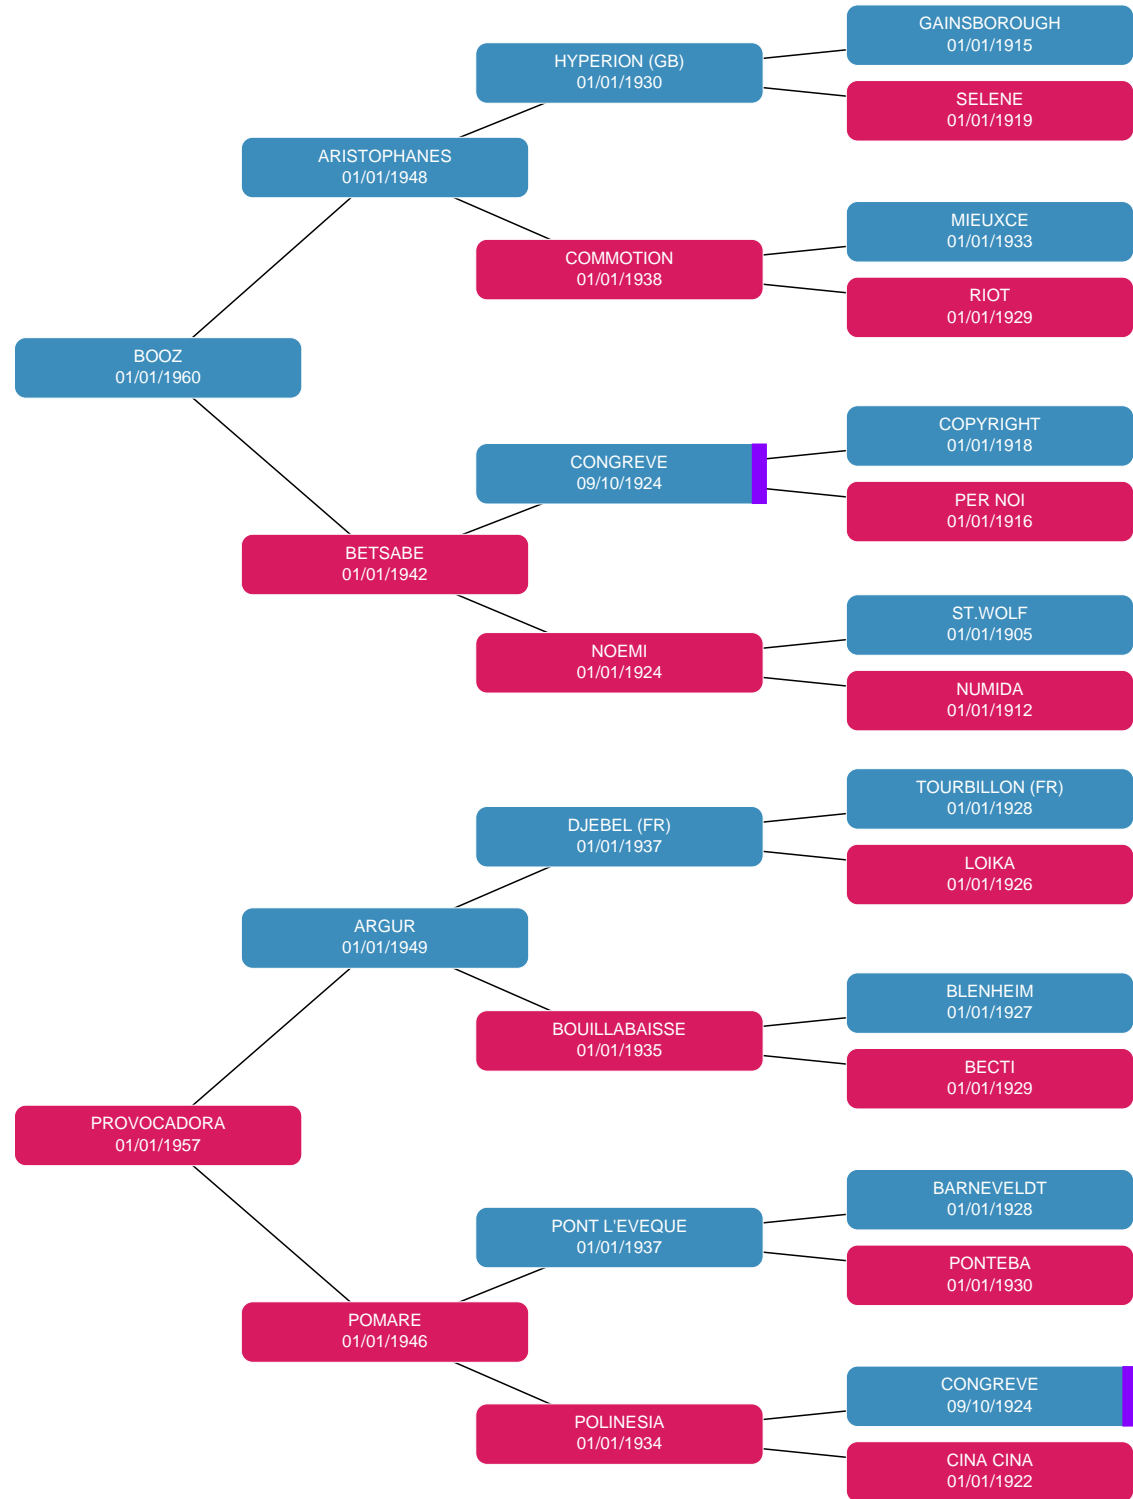 GAINSBOROUGH
01/01/1915
HYPERION (GB)
01/01/1930
SELENE
01/01/1919
ARISTOPHANES
01/01/1948
MIEUXCE
01/01/1933
COMMOTION
01/01/1938
RIOT
01/01/1929
BOOZ
01/01/1960
COPYRIGHT
01/01/1918
CONGREVE
09/10/1924
PER NOI
01/01/1916
BETSABE
01/01/1942
ST.WOLF
01/01/1905
NOEMI
01/01/1924
NUMIDA
01/01/1912
TOURBILLON (FR)
01/01/1928
DJEBEL (FR)
01/01/1937
LOIKA
01/01/1926
ARGUR
01/01/1949
BLENHEIM
01/01/1927
BOUILLABAISSE
01/01/1935
BECTI
01/01/1929
PROVOCADORA
01/01/1957
BARNEVELDT
01/01/1928
PONT L'EVEQUE
01/01/1937
PONTEBA
01/01/1930
POMARE
01/01/1946
CONGREVE
09/10/1924
POLINESIA
01/01/1934
CINA CINA
01/01/1922